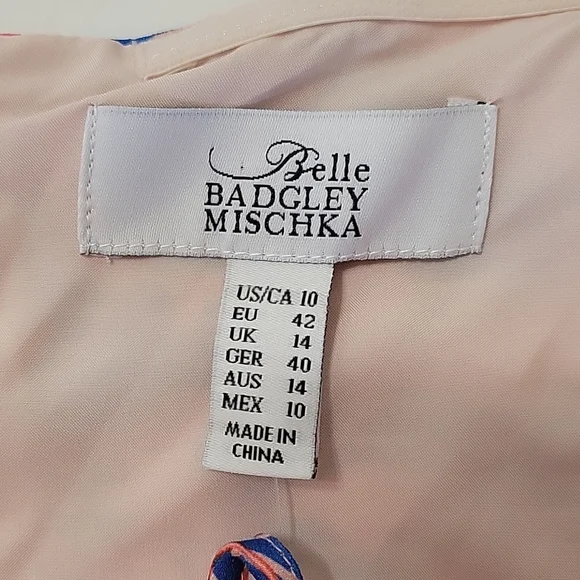 Belle
BADGLEY
MISCHKA
US/CA 10
EU 42
UK 14
GER 40
AUS 14
MEX 10
MADE IN
CHINA